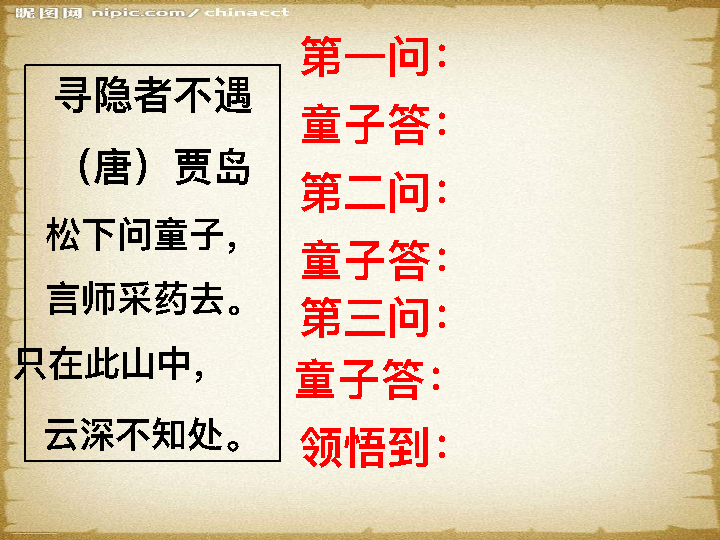 昵图网 nipic.com/chinacct
寻隐者不遇
（唐）贾岛
松下问童子，
言师采药去。
只在此山中，
云深不知处。
第一问：
童子答：
第二问：
童子答：
第三问：
童子答：
领悟到：